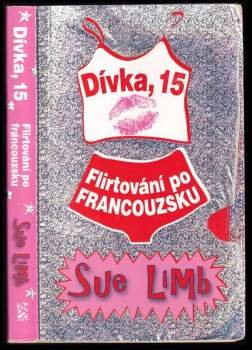 Dívka, 15
Flirtování po
francouzsku
Sue Limb
Dívka, 15
Flirtování po
FRANCOUZSKU
Sue Limb